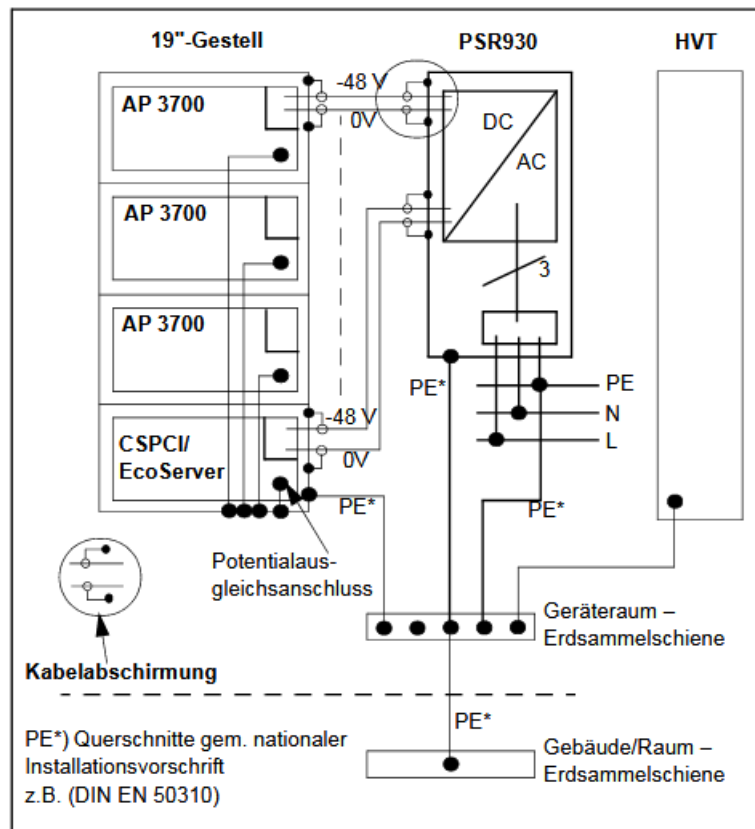 19"-Gestell
PSR930
HVT
AP 3700
-48 V
0V
DC
AC
AP 3700
3
AP 3700
PE*
PE
N
L
CSPCI/
EcoServer
-48 V
0V
PE*
PE*
Potentialaus-
gleichsanschluss
Geräteraum –
Erdsammelschiene
Kabelabschirmung
PE*
PE*) Querschnitte gem. nationaler
Installationsvorschrift
z.B. (DIN EN 50310)
Gebäude/Raum –
Erdsammelschiene